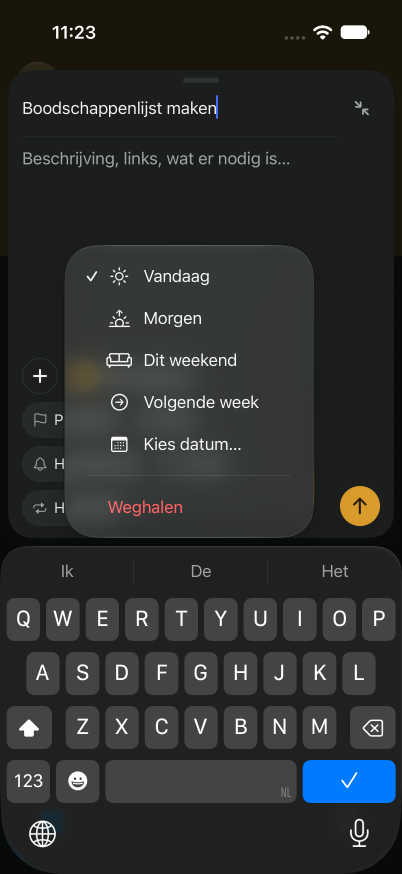 11:23
Boodschappenlijst maken
Beschrijving, links, wat er nodig is...
Vandaag
Morgen
Dit weekend
Volgende week
Kies datum...
P
H
H
Weghalen
Ik De Het
Q W E R T Y U I O P
A S D F G H J K L
Z X C V B N M
123
NL